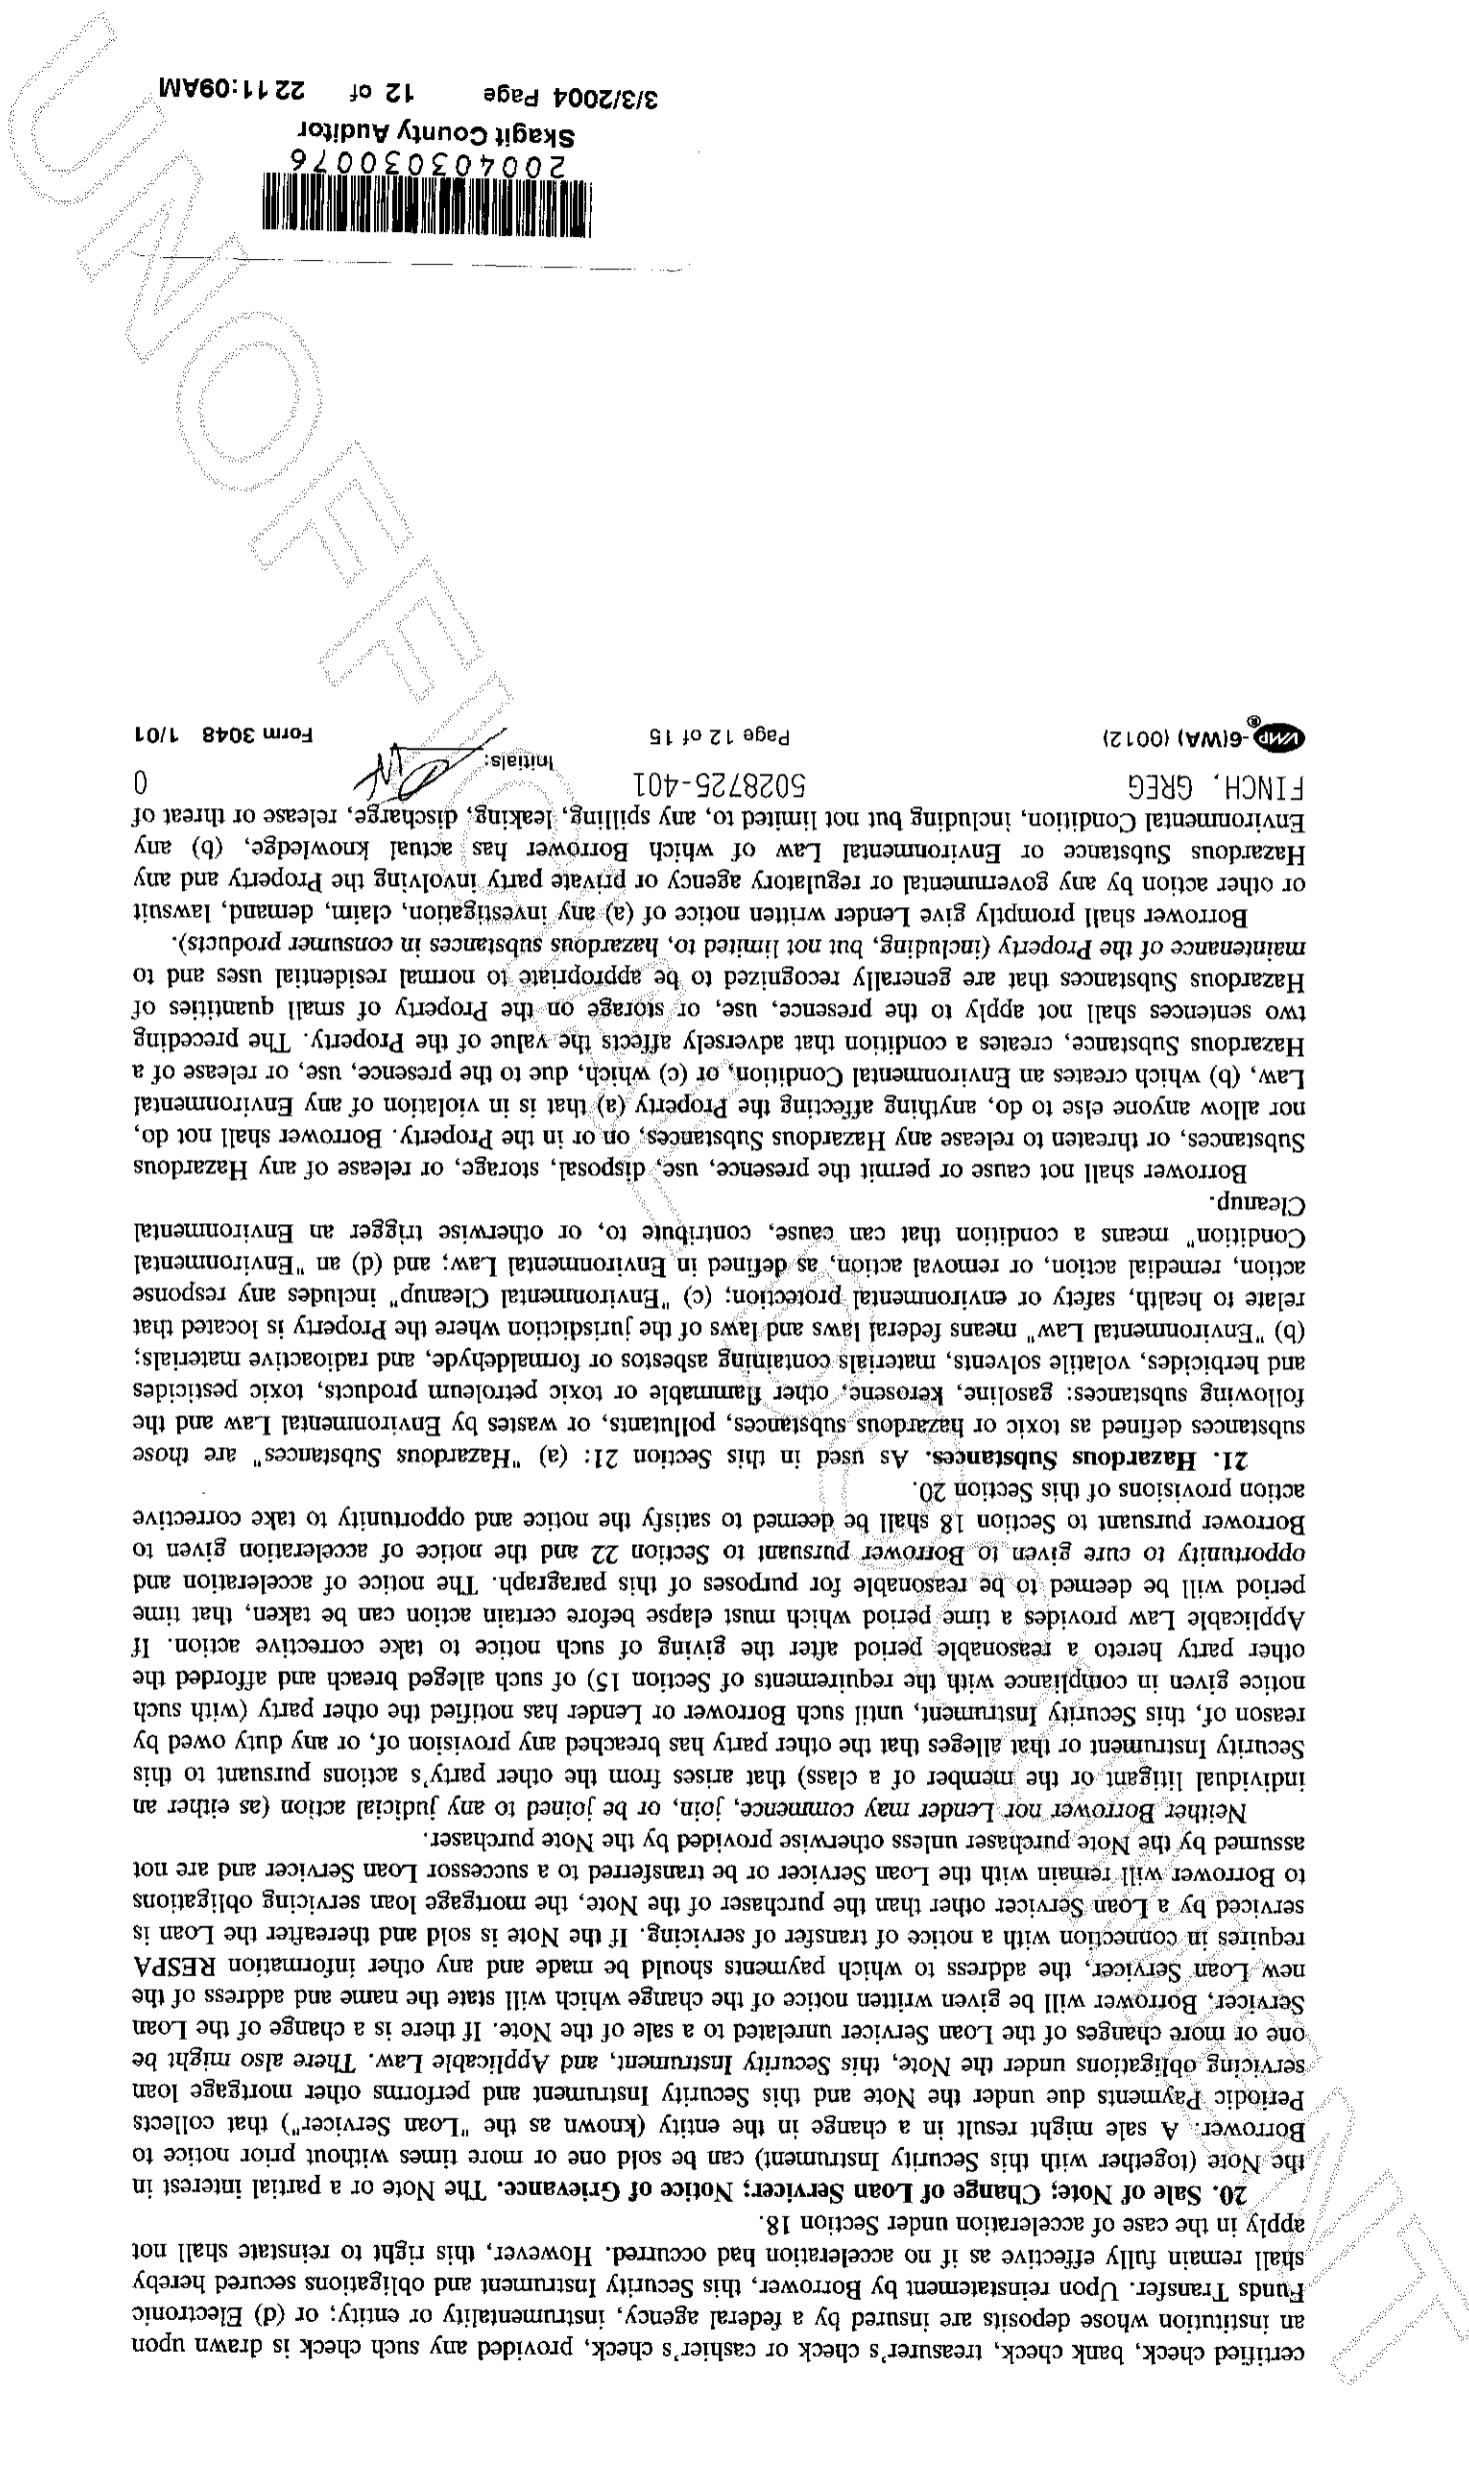 certified check, bank check, treasurer's check or cashier's check, provided any such check is drawn upon
an institution whose deposits are insured by a federal agency, instrumentality or entity; or (d) Electronic
Funds Transfer. Upon reinstatement by Borrower, this Security Instrument and obligations secured hereby
shall remain fully effective as if no acceleration had occurred. However, this right to reinstate shall not
apply in the case of acceleration under Section 18.
20. Sale of Note; Change of Loan Servicer; Notice of Grievance. The Note or a partial interest in
the Note (together with this Security Instrument) can be sold one or more times without prior notice to
Borrower. A sale might result in a change in the entity (known as the "Loan Servicer") that collects
Periodic Payments due under the Note and this Security Instrument and performs other mortgage loan
servicing obligations under the Note, this Security Instrument, and Applicable Law. There also might be
one or more changes of the Loan Servicer unrelated to a sale of the Note. If there is a change of the Loan
Servicer, Borrower will be given written notice of the change which will state the name and address of the
new Loan Servicer, the address to which payments should be made and any other information RESPA
requires in connection with a notice of transfer of servicing. If the Note is sold and thereafter the Loan is
serviced by a Loan Servicer other than the purchaser of the Note, the mortgage loan servicing obligations
to Borrower will remain with the Loan Servicer or be transferred to a successor Loan Servicer and are not
assumed by the Note purchaser unless otherwise provided by the Note purchaser.
Neither Borrower nor Lender may commence, join, or be joined to any judicial action (as either an
individual litigant or the member of a class) that arises from the other party's actions pursuant to this
Security Instrument or that alleges that the other party has breached any provision of, or any duty owed by
reason of, this Security Instrument, until such Borrower or Lender has notified the other party (with such
notice given in compliance with the requirements of Section 15) of such alleged breach and afforded the
other party hereto a reasonable period after the giving of such notice to take corrective action. If
Applicable Law provides a time period which must elapse before certain action can be taken, that time
period will be deemed to be reasonable for purposes of this paragraph. The notice of acceleration and
opportunity to cure given to Borrower pursuant to Section 22 and the notice of acceleration given to
Borrower pursuant to Section 18 shall be deemed to satisfy the notice and opportunity to take corrective
action provisions of this Section 20.
21. Hazardous Substances. As used in this Section 21: (a) "Hazardous Substances" are those
substances defined as toxic or hazardous substances, pollutants, or wastes by Environmental Law and the
following substances: gasoline, kerosene, other flammable or toxic petroleum products, toxic pesticides
and herbicides, volatile solvents, materials containing asbestos or formaldehyde, and radioactive materials;
(b) "Environmental Law" means federal laws and laws of the jurisdiction where the Property is located that
relate to health, safety or environmental protection; (c) "Environmental Cleanup" includes any response
action, remedial action, or removal action, as defined in Environmental Law; and (d) an "Environmental
Condition" means a condition that can cause, contribute to, or otherwise trigger an Environmental
Cleanup.
Borrower shall not cause or permit the presence, use, disposal, storage, or release of any Hazardous
Substances, or threaten to release any Hazardous Substances, on or in the Property. Borrower shall not do,
nor allow anyone else to do, anything affecting the Property (a) that is in violation of any Environmental
Law, (b) which creates an Environmental Condition, or (c) which, due to the presence, use, or release of a
Hazardous Substance, creates a condition that adversely affects the value of the Property. The preceding
two sentences shall not apply to the presence, use, or storage on the Property of small quantities of
Hazardous Substances that are generally recognized to be appropriate to normal residential uses and to
maintenance of the Property (including, but not limited to, hazardous substances in consumer products).
Borrower shall promptly give Lender written notice of (a) any investigation, claim, demand, lawsuit
or other action by any governmental or regulatory agency or private party involving the Property and any
Hazardous Substance or Environmental Law of which Borrower has actual knowledge, (b) any
Environmental Condition, including but not limited to, any spilling, leaking, discharge, release or threat of
FINCH, GREG 5028725-401 0
Initials:
VMP®-6(WA) (0012) Page 12 of 15 Form 3048 1/01
200403030076
Skagit County Auditor
3/3/2004 Page 12 of 22 11:09AM
UNOFFICIAL DOCUMENT